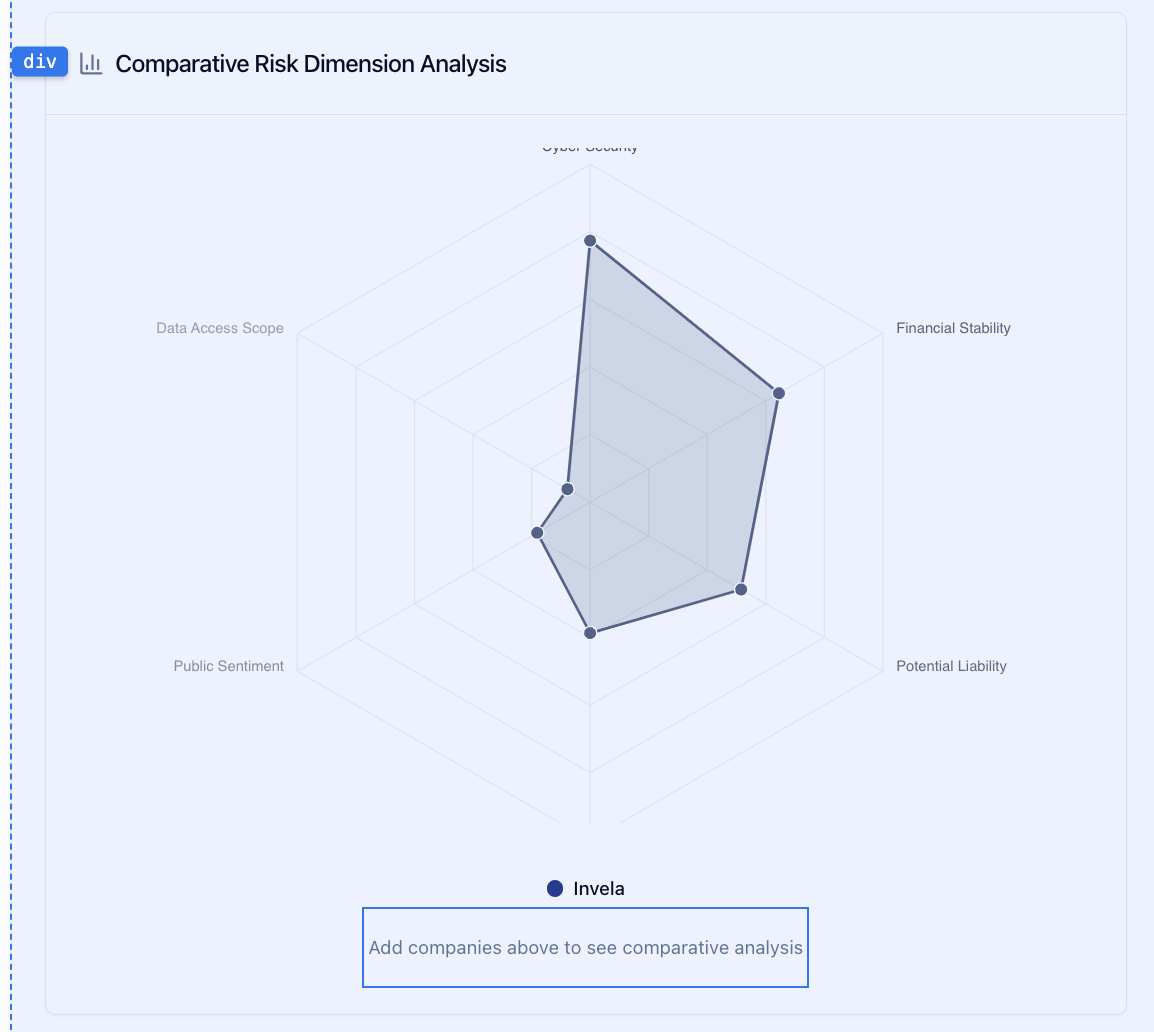 div
Comparative Risk Dimension Analysis
Cyber Security
Data Access Scope
Financial Stability
Public Sentiment
Potential Liability
Invela
Add companies above to see comparative analysis